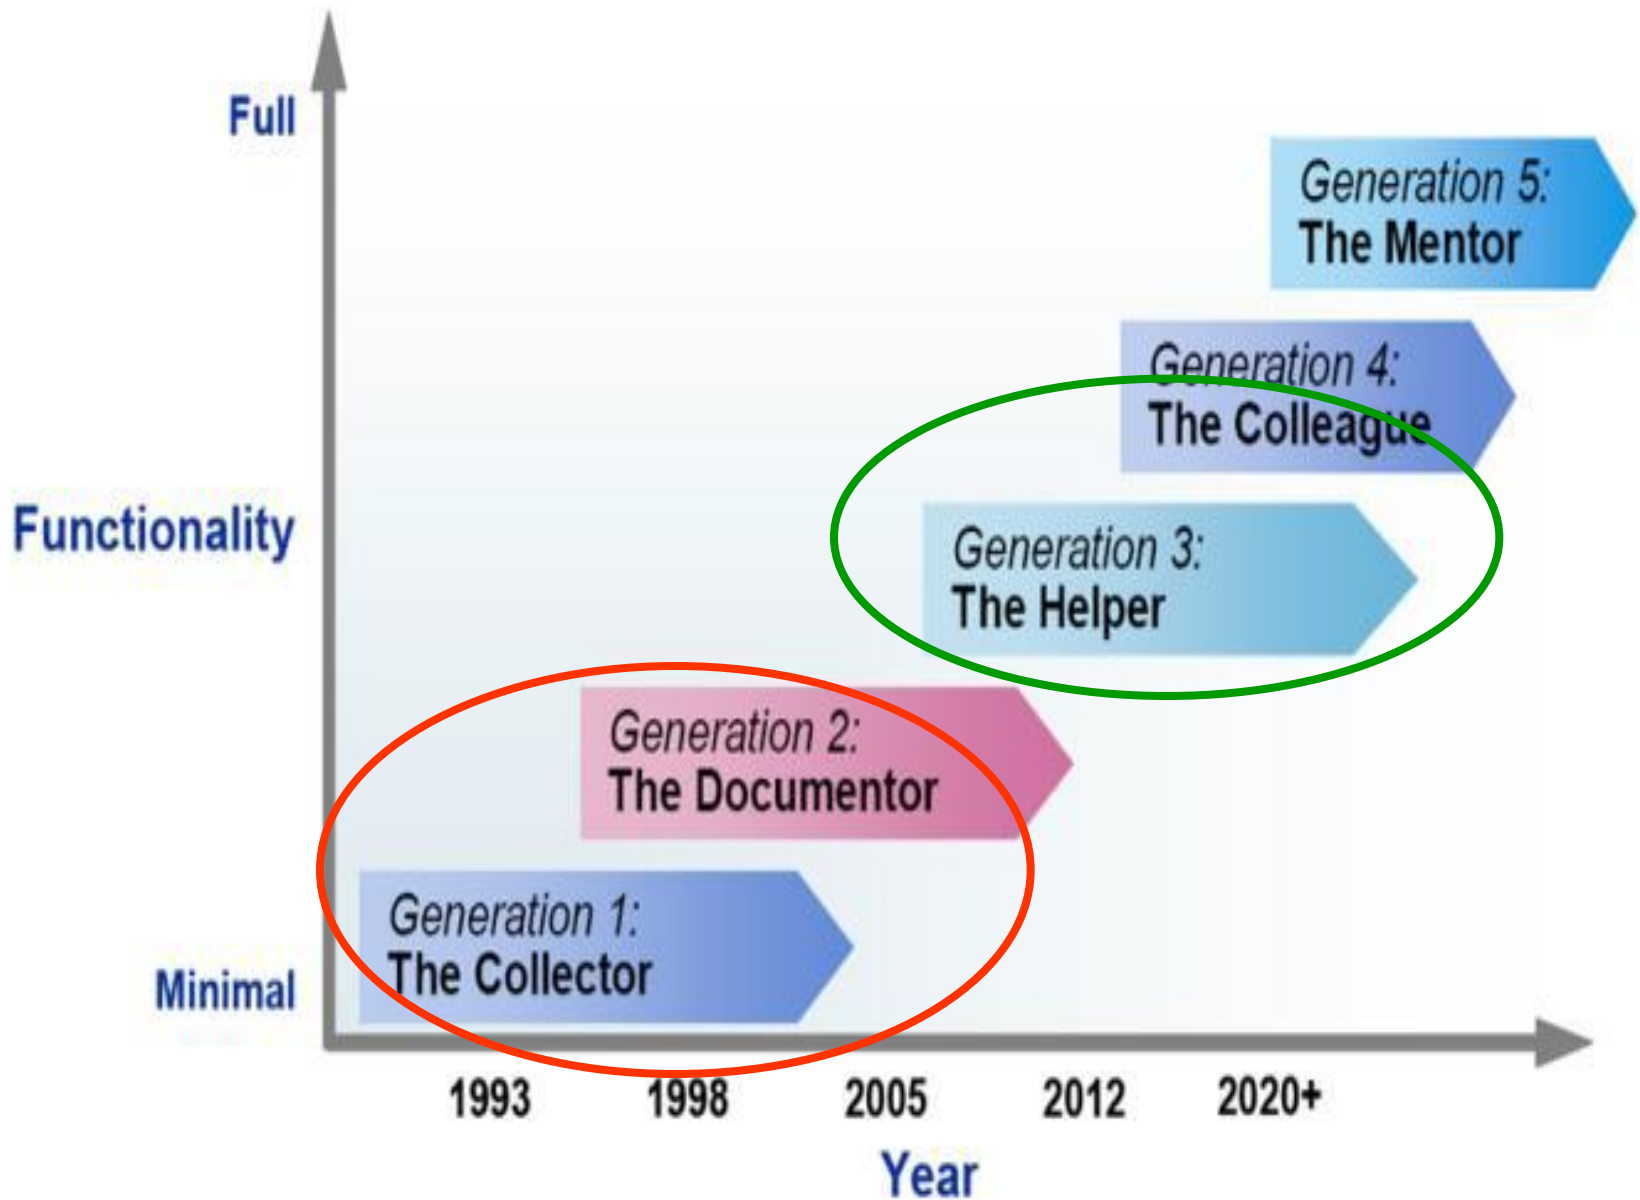 Full
Generation 5:
The Mentor
Generation 4:
The Colleague
Functionality
Generation 3:
The Helper
Generation 2:
The Documentor
Generation 1:
The Collector
Minimal
1993 1998 2005 2012 2020+
Year